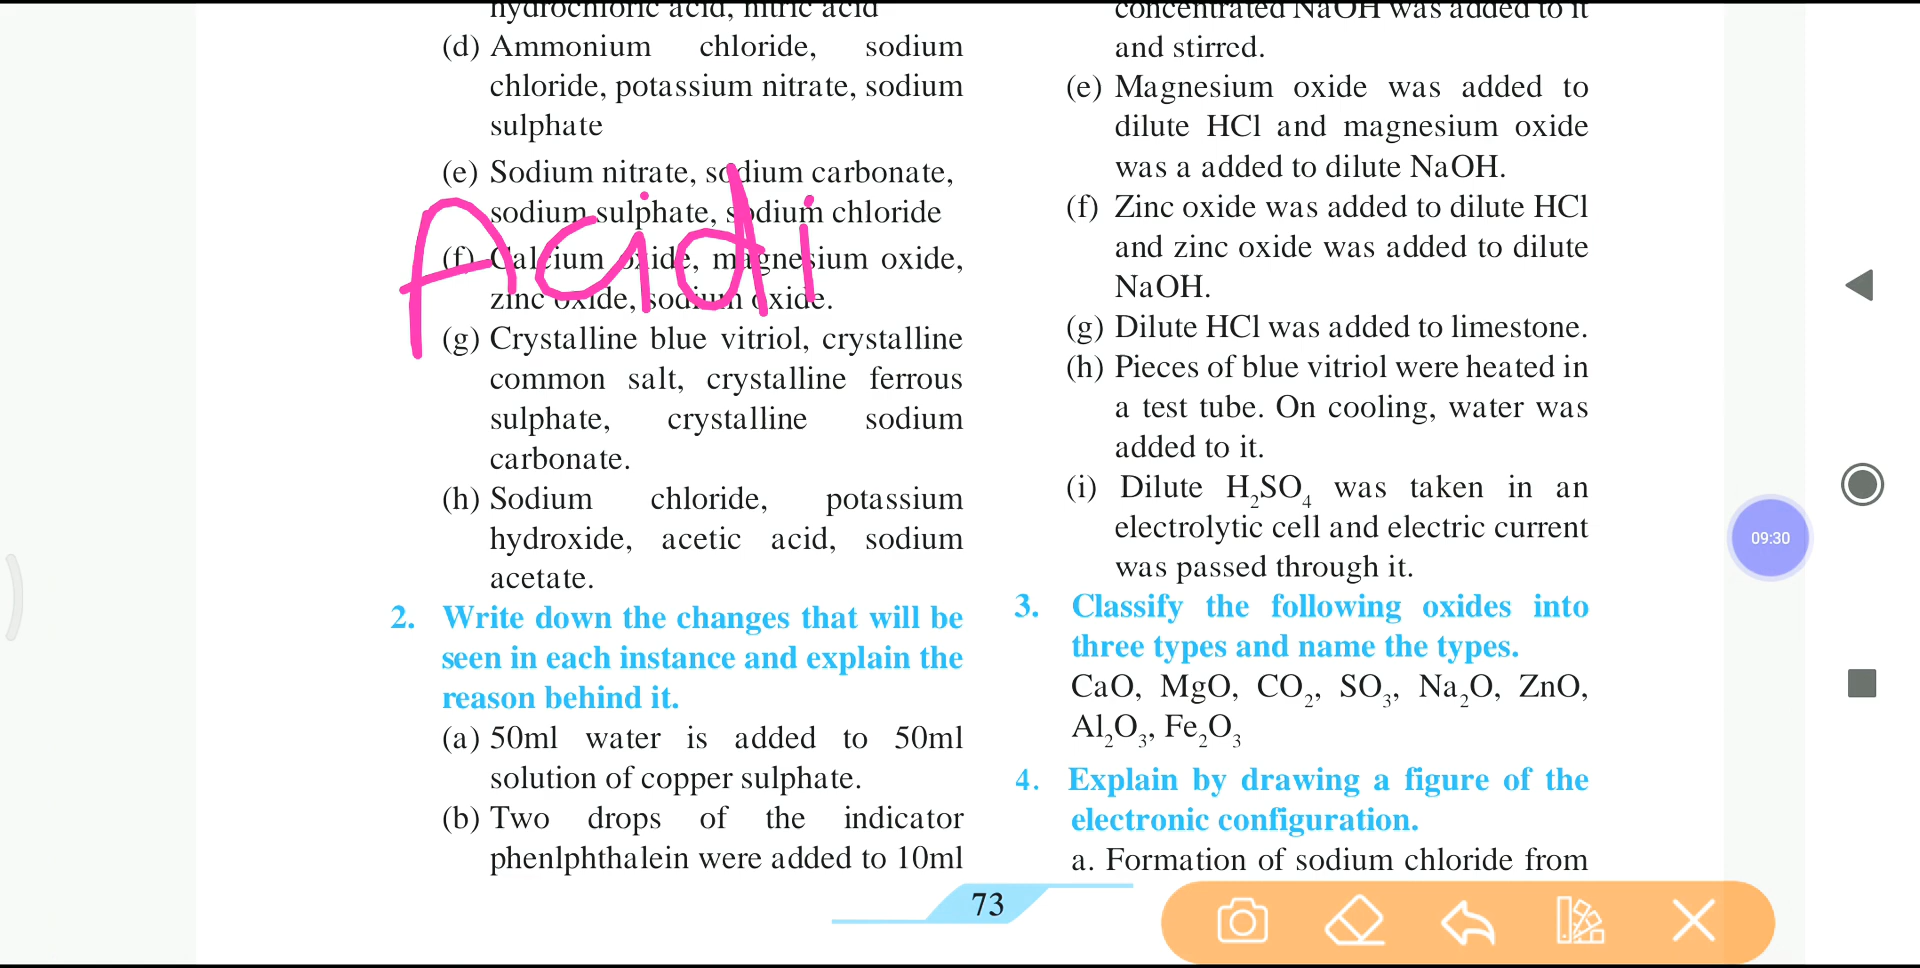 hydrochloric acid, nitric acid
(d) Ammonium chloride, sodium
chloride, potassium nitrate, sodium
sulphate
(e) Sodium nitrate, sodium carbonate,
sodium sulphate, sodium chloride
(f) Calcium oxide, magnesium oxide,
zinc oxide, sodium oxide.
Acidi
(g) Crystalline blue vitriol, crystalline
common salt, crystalline ferrous
sulphate, crystalline sodium
carbonate.
(h) Sodium chloride, potassium
hydroxide, acetic acid, sodium
acetate.
2. Write down the changes that will be
seen in each instance and explain the
reason behind it.
(a) 50ml water is added to 50ml
solution of copper sulphate.
(b) Two drops of the indicator
phenlphthalein were added to 10ml
concentrated NaOH was added to it
and stirred.
(e) Magnesium oxide was added to
dilute HCl and magnesium oxide
was a added to dilute NaOH.
(f) Zinc oxide was added to dilute HCl
and zinc oxide was added to dilute
NaOH.
(g) Dilute HCl was added to limestone.
(h) Pieces of blue vitriol were heated in
a test tube. On cooling, water was
added to it.
(i) Dilute H₂SO₄ was taken in an
electrolytic cell and electric current
was passed through it.
3. Classify the following oxides into
three types and name the types.
CaO, MgO, CO₂, SO₃, Na₂O, ZnO,
Al₂O₃, Fe₂O₃
4. Explain by drawing a figure of the
electronic configuration.
a. Formation of sodium chloride from
73
09:30